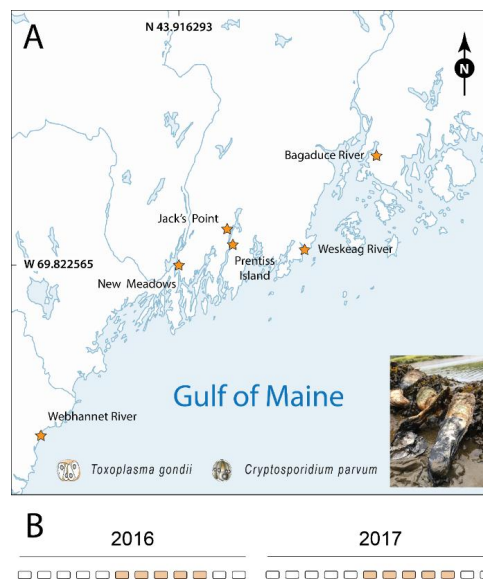 A
N 43.916293
N
Bagaduce River
Jack's Point
Weskeag River
Prentiss
Island
W 69.822565
New Meadows
Gulf of Maine
Webhannet River
Toxoplasma gondii
Cryptosporidium parvum
B
2016
2017